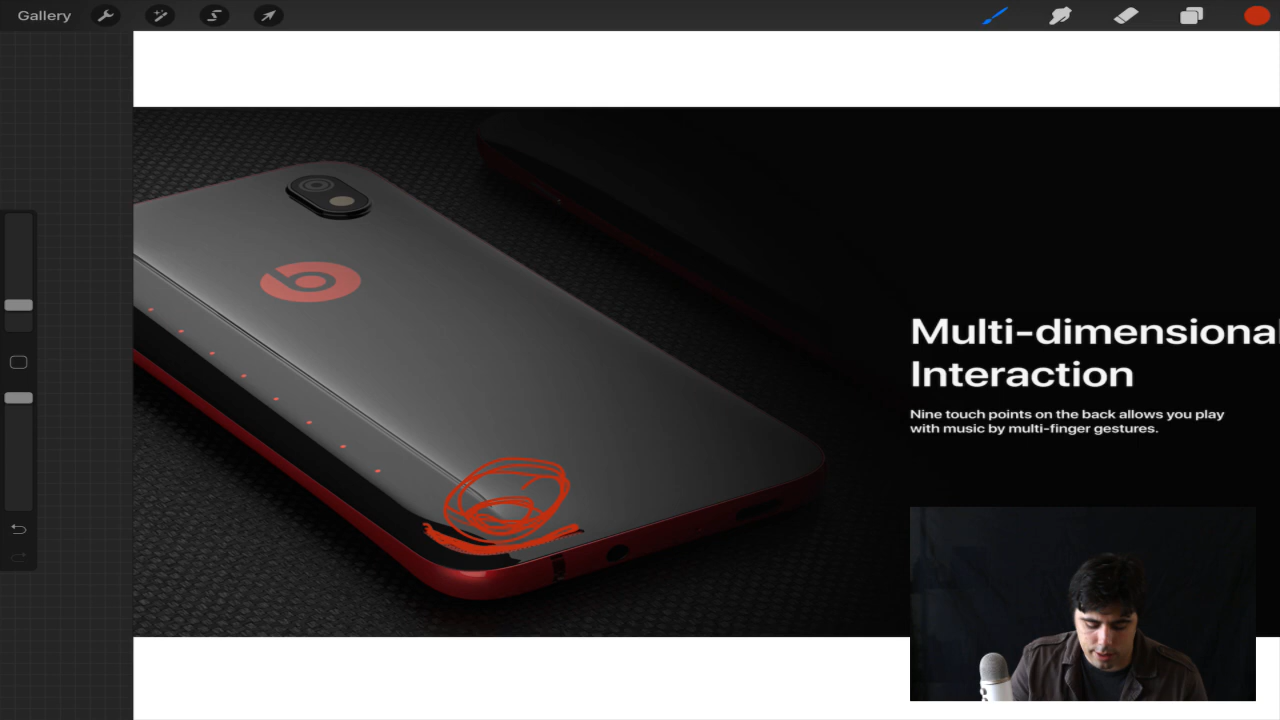 Gallery
b
Multi-dimensional
Interaction
Nine touch points on the back allows you play
with music by multi-finger gestures.